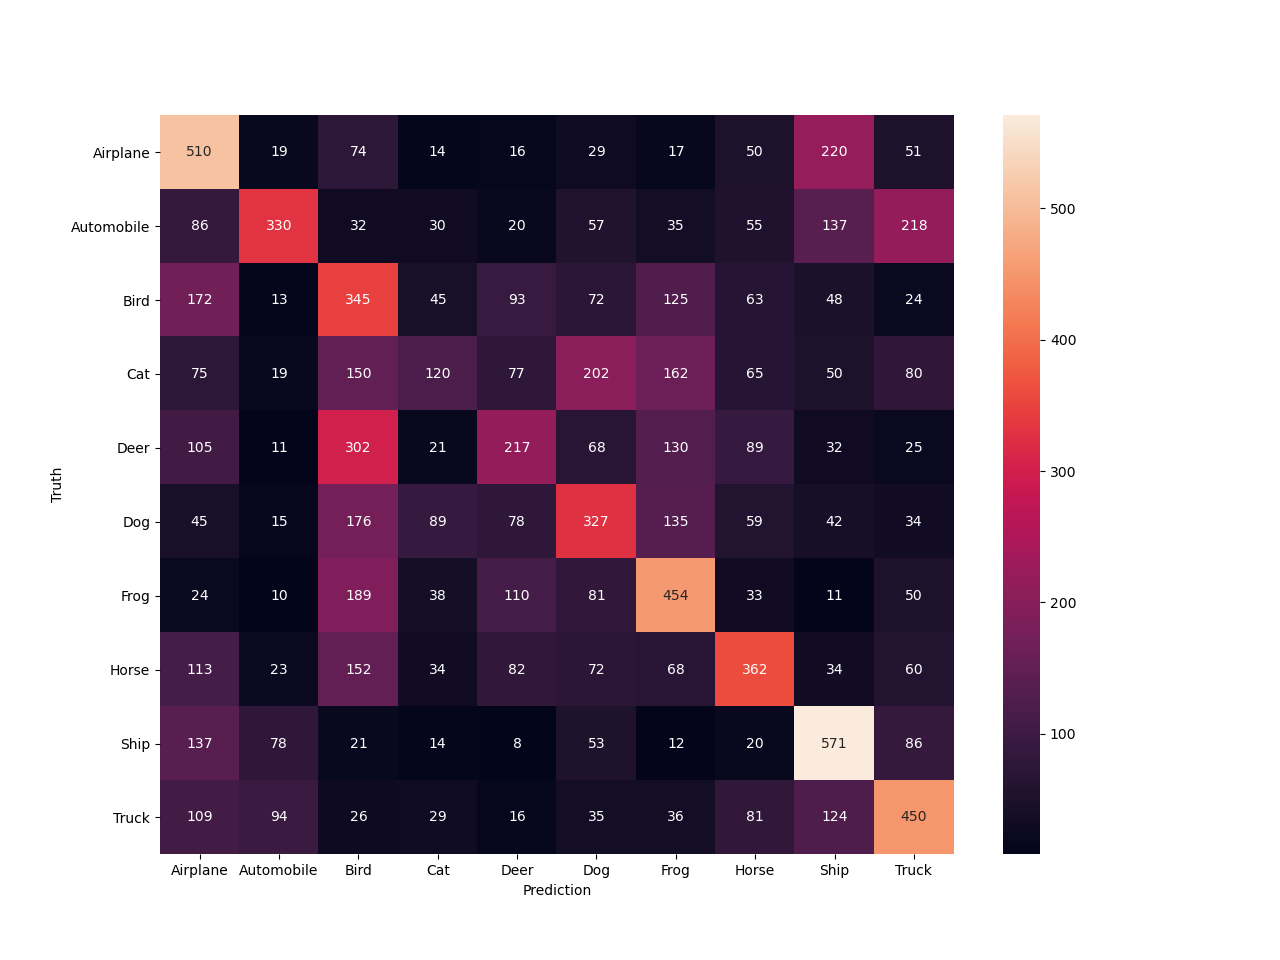 Airplane 510 19 74 14 16 29 17 50 220 51
Automobile 86 330 32 30 20 57 35 55 137 218
Bird 172 13 345 45 93 72 125 63 48 24
Cat 75 19 150 120 77 202 162 65 50 80
Deer 105 11 302 21 217 68 130 89 32 25
Dog 45 15 176 89 78 327 135 59 42 34
Frog 24 10 189 38 110 81 454 33 11 50
Horse 113 23 152 34 82 72 68 362 34 60
Ship 137 78 21 14 8 53 12 20 571 86
Truck 109 94 26 29 16 35 36 81 124 450
Airplane Automobile Bird Cat Deer Dog Frog Horse Ship Truck
Prediction
Truth
500
400
300
200
100